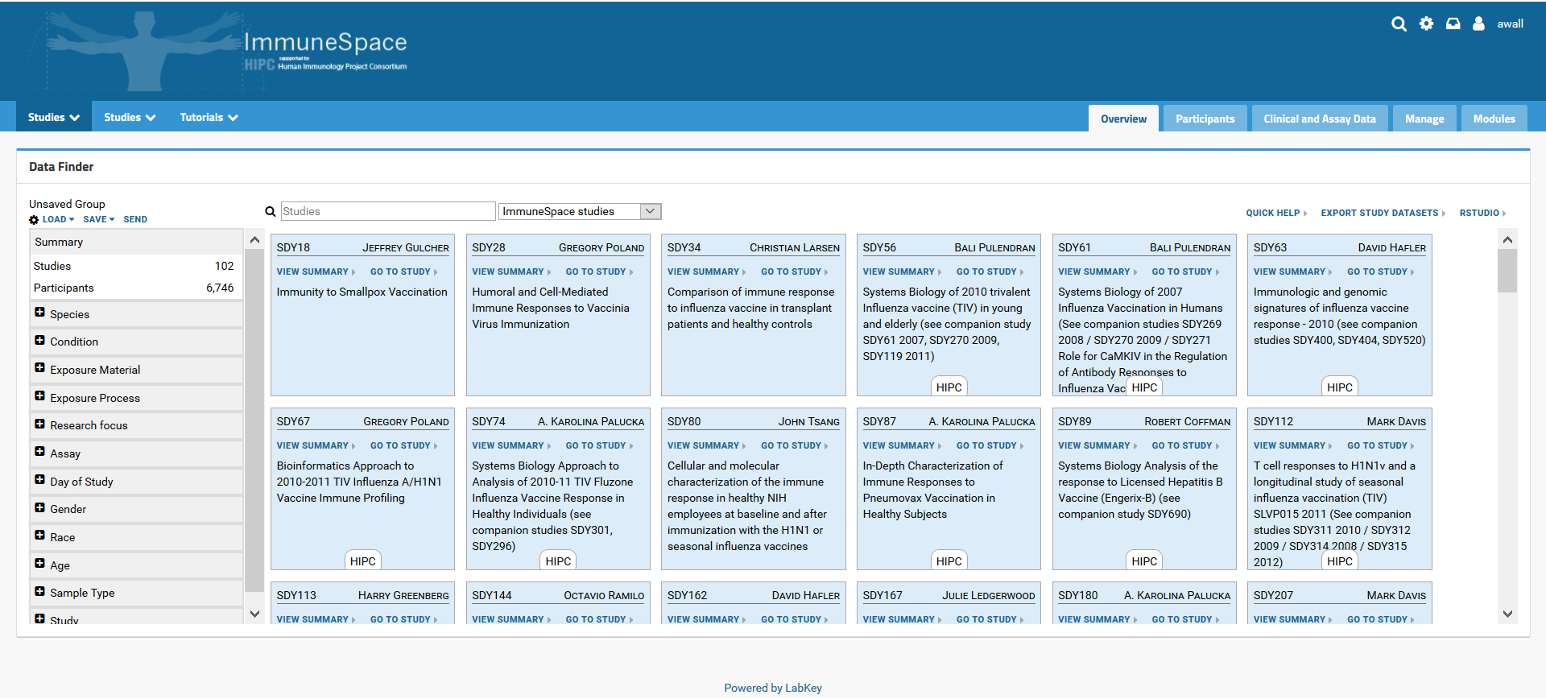 ImmuneSpace
HIPC supported by Human Immunology Project Consortium
awall
Studies Studies Tutorials
Overview Participants Clinical and Assay Data Manage Modules
Data Finder
Unsaved Group
LOAD SAVE SEND
Studies ImmuneSpace studies
QUICK HELP EXPORT STUDY DATASETS RSTUDIO
Summary
Studies 102
Participants 6,746
Species
Condition
Exposure Material
Exposure Process
Research focus
Assay
Day of Study
Gender
Race
Age
Sample Type
Study
SDY18 JEFFREY GULCHER
VIEW SUMMARY GO TO STUDY
Immunity to Smallpox Vaccination
SDY28 GREGORY POLAND
VIEW SUMMARY GO TO STUDY
Humoral and Cell-Mediated
Immune Responses to Vaccinia
Virus Immunization
SDY34 CHRISTIAN LARSEN
VIEW SUMMARY GO TO STUDY
Comparison of immune response
to influenza vaccine in transplant
patients and healthy controls
SDY56 BALI PULENDRAN
VIEW SUMMARY GO TO STUDY
Systems Biology of 2010 trivalent
Influenza vaccine (TIV) in young
and elderly (see companion study
SDY61 2007, SDY270 2009,
SDY119 2011)
HIPC
SDY61 BALI PULENDRAN
VIEW SUMMARY GO TO STUDY
Systems Biology of 2007
Influenza Vaccination in Humans
(See companion studies SDY269
2008 / SDY270 2009 / SDY271
Role for CaMKIV in the Regulation
of Antibody Responses to
Influenza Vac
HIPC
SDY63 DAVID HAFLER
VIEW SUMMARY GO TO STUDY
Immunologic and genomic
signatures of influenza vaccine
response - 2010 (see companion
studies SDY400, SDY404, SDY520)
HIPC
SDY67 GREGORY POLAND
VIEW SUMMARY GO TO STUDY
Bioinformatics Approach to
2010-2011 TIV Influenza A/H1N1
Vaccine Immune Profiling
HIPC
SDY74 A. KAROLINA PALUCKA
VIEW SUMMARY GO TO STUDY
Systems Biology Approach to
Analysis of 2010-11 TIV Fluzone
Influenza Vaccine Response in
Healthy Individuals (see
companion studies SDY301,
SDY296)
HIPC
SDY80 JOHN TSANG
VIEW SUMMARY GO TO STUDY
Cellular and molecular
characterization of the immune
response in healthy NIH
employees at baseline and after
immunization with the H1N1 or
seasonal influenza vaccines
SDY87 A. KAROLINA PALUCKA
VIEW SUMMARY GO TO STUDY
In-Depth Characterization of
Immune Responses to
Pneumovax Vaccination in
Healthy Subjects
HIPC
SDY89 ROBERT COFFMAN
VIEW SUMMARY GO TO STUDY
Systems Biology Analysis of the
response to Licensed Hepatitis B
Vaccine (Engerix-B) (see
companion study SDY690)
HIPC
SDY112 MARK DAVIS
VIEW SUMMARY GO TO STUDY
T cell responses to H1N1v and a
longitudinal study of seasonal
influenza vaccination (TIV)
SLVP015 2011 (See companion
studies SDY311 2010 / SDY312
2009 / SDY314 2008 / SDY315
2012)
HIPC
SDY113 HARRY GREENBERG
VIEW SUMMARY GO TO STUDY
SDY144 OCTAVIO RAMILO
VIEW SUMMARY GO TO STUDY
SDY162 DAVID HAFLER
VIEW SUMMARY GO TO STUDY
SDY167 JULIE LEDGERWOOD
VIEW SUMMARY GO TO STUDY
SDY180 A. KAROLINA PALUCKA
VIEW SUMMARY GO TO STUDY
SDY207 MARK DAVIS
VIEW SUMMARY GO TO STUDY
Powered by LabKey